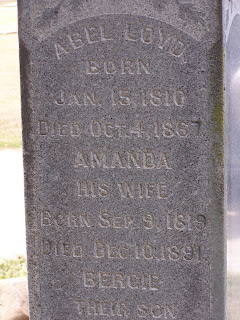 ABEL LOYD
BORN
JAN. 15, 1810
DIED OCT. 4, 1867
AMANDA
HIS WIFE
BORN SEP. 9, 1819
DIED DEC. 10, 1891
BERGIE
THEIR SON